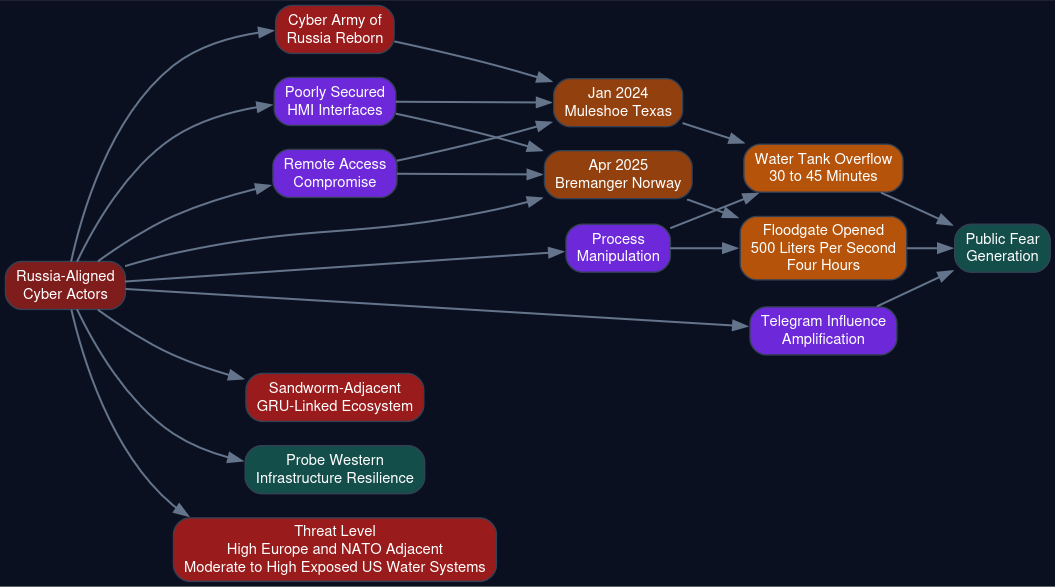 Cyber Army of
Russia Reborn
Poorly Secured
HMI Interfaces
Remote Access
Compromise
Jan 2024
Muleshoe Texas
Apr 2025
Bremanger Norway
Process
Manipulation
Water Tank Overflow
30 to 45 Minutes
Floodgate Opened
500 Liters Per Second
Four Hours
Public Fear
Generation
Telegram Influence
Amplification
Russia-Aligned
Cyber Actors
Sandworm-Adjacent
GRU-Linked Ecosystem
Probe Western
Infrastructure Resilience
Threat Level
High Europe and NATO Adjacent
Moderate to High Exposed US Water Systems